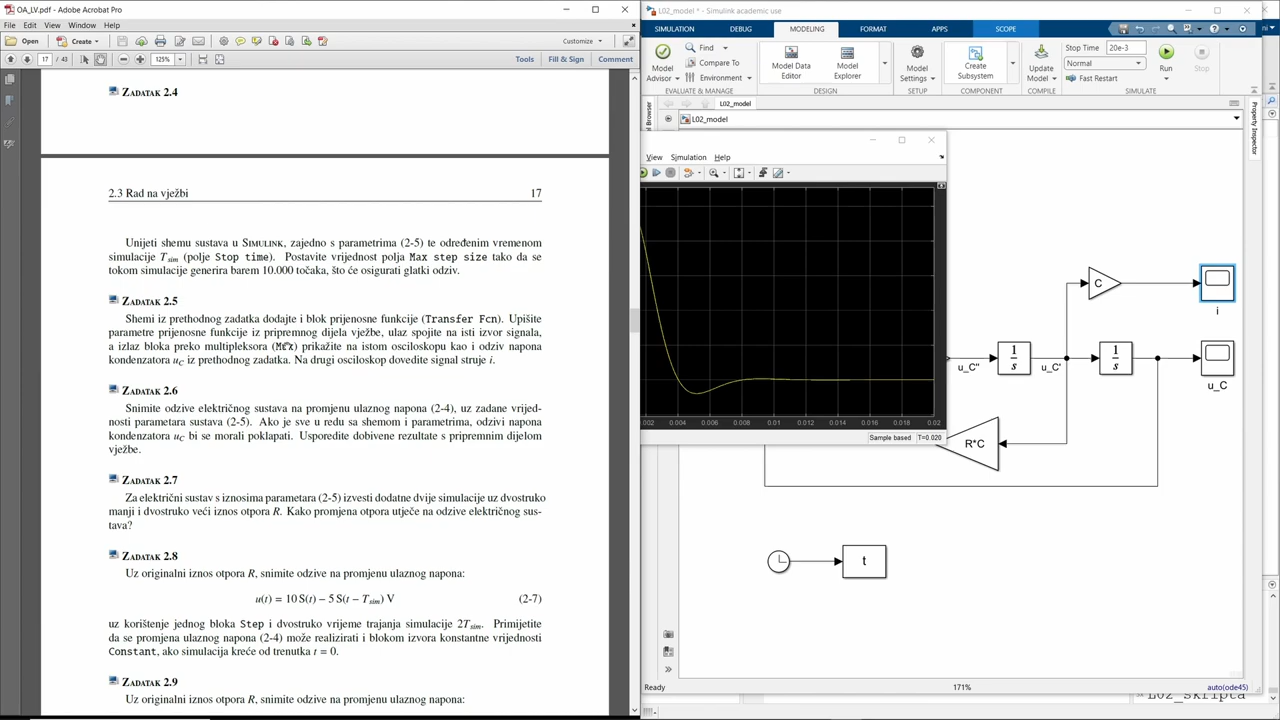 OA_LV.pdf - Adobe Acrobat Pro
File Edit View Window Help
Open Create Customize
17 / 43 125% Tools Fill & Sign Comment
ZADATAK 2.4
2.3 Rad na vježbi 17
Unijeti shemu sustava u SIMULINK, zajedno s parametrima (2-5) te određenim vremenom
simulacije Tsim (polje Stop time). Postavite vrijednost polja Max step size tako da se
tokom simulacije generira barem 10.000 točaka, što će osigurati glatki odziv.
ZADATAK 2.5
Shemi iz prethodnog zadatka dodajte i blok prijenosne funkcije (Transfer Fcn). Upišite
parametre prijenosne funkcije iz pripremnog dijela vježbe, ulaz spojite na isti izvor signala,
a izlaz bloka preko multipleksora (Mux) prikažite na istom osciloskopu kao i odziv napona
kondenzatora uC iz prethodnog zadatka. Na drugi osciloskop dovedite signal struje i.
ZADATAK 2.6
Snimite odzive električnog sustava na promjenu ulaznog napona (2-4), uz zadane vrijed-
nosti parametara sustava (2-5). Ako je sve u redu sa shemom i parametrima, odzivi napona
kondenzatora uC bi se morali poklapati. Usporedite dobivene rezultate s pripremnim dijelom
vježbe.
ZADATAK 2.7
Za električni sustav s iznosima parametara (2-5) izvesti dodatne dvije simulacije uz dvostruko
manji i dvostruko veći iznos otpora R. Kako promjena otpora utječe na odzive električnog sus-
tava?
ZADATAK 2.8
Uz originalni iznos otpora R, snimite odzive na promjenu ulaznog napona:
u(t) = 10 S(t) − 5 S(t − Tsim) V (2-7)
uz korištenje jednog bloka Step i dvostruko vrijeme trajanja simulacije 2Tsim. Primijetite
da se promjena ulaznog napona (2-4) može realizirati i blokom izvora konstantne vrijednosti
Constant, ako simulacija kreće od trenutka t = 0.
ZADATAK 2.9
Uz originalni iznos otpora R, snimite odzive na promjenu ulaznog napona:
L02_model * - Simulink academic use
SIMULATION DEBUG MODELING FORMAT APPS SCOPE
Model Advisor
Find
Compare To
Environment
EVALUATE & MANAGE
Model Data Editor
Model Explorer
DESIGN
Model Settings
SETUP
Create Subsystem
COMPONENT
Update Model
COMPILE
Stop Time 20e-3
Normal
Fast Restart
Run
Stop
SIMULATE
L02_model
L02_model
Property Inspector
View Simulation Help
002 0.004 0.006 0.008 0.01 0.012 0.014 0.016 0.018 0.02
Sample based T=0.020
C
i
u_C''
1/s
u_C'
1/s
u_C
R*C
t
Ready 171% auto(ode45)
L02_skripta